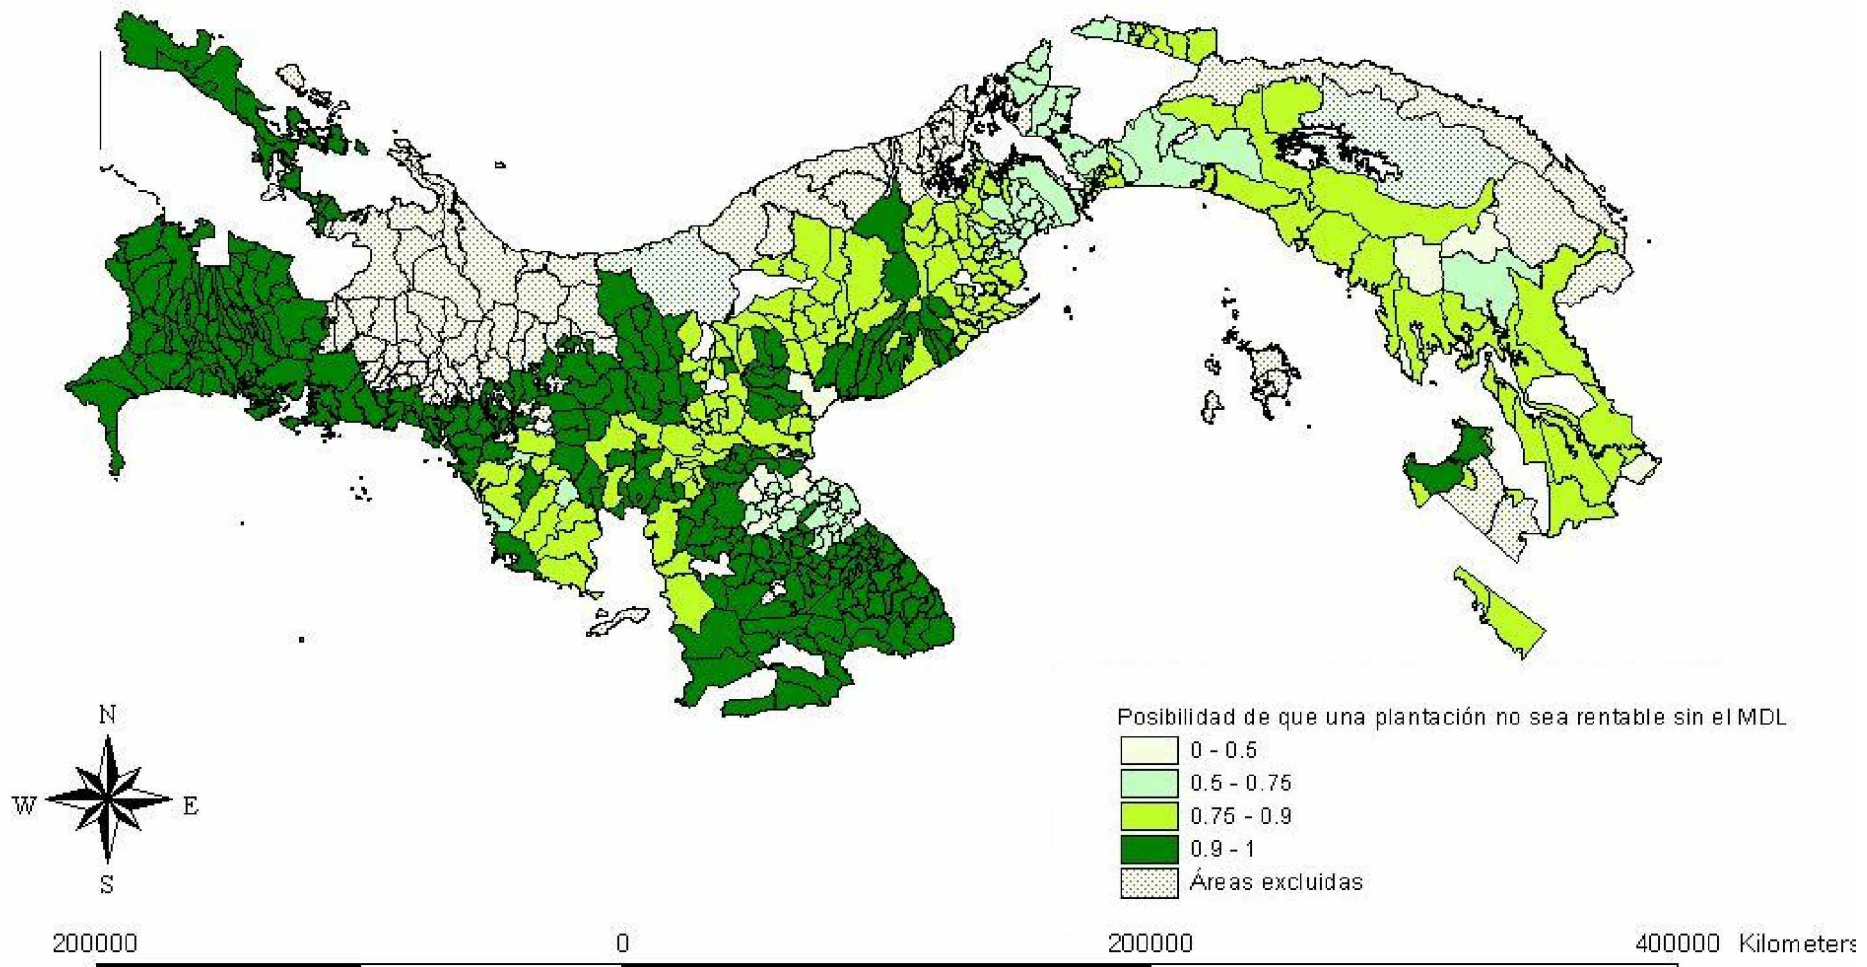 Posibilidad de que una plantación no sea rentable sin el MDL
0 - 0.5
0.5 - 0.75
0.75 - 0.9
0.9 - 1
Áreas excluidas
N
W E
S
200000 0 200000 400000 Kilometers